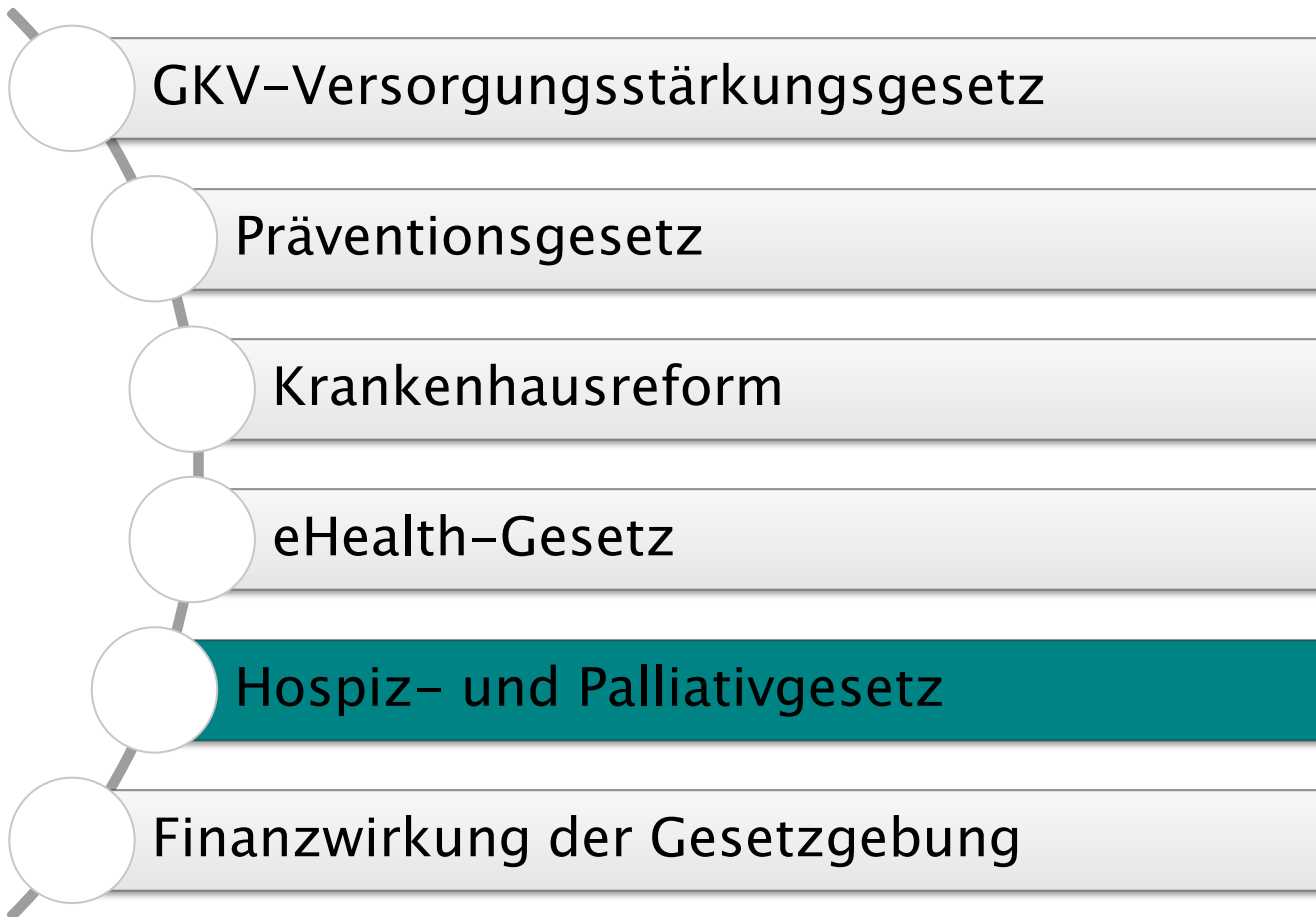 GKV-Versorgungsstärkungsgesetz
Präventionsgesetz
Krankenhausreform
eHealth-Gesetz
Hospiz- und Palliativgesetz
Finanzwirkung der Gesetzgebung